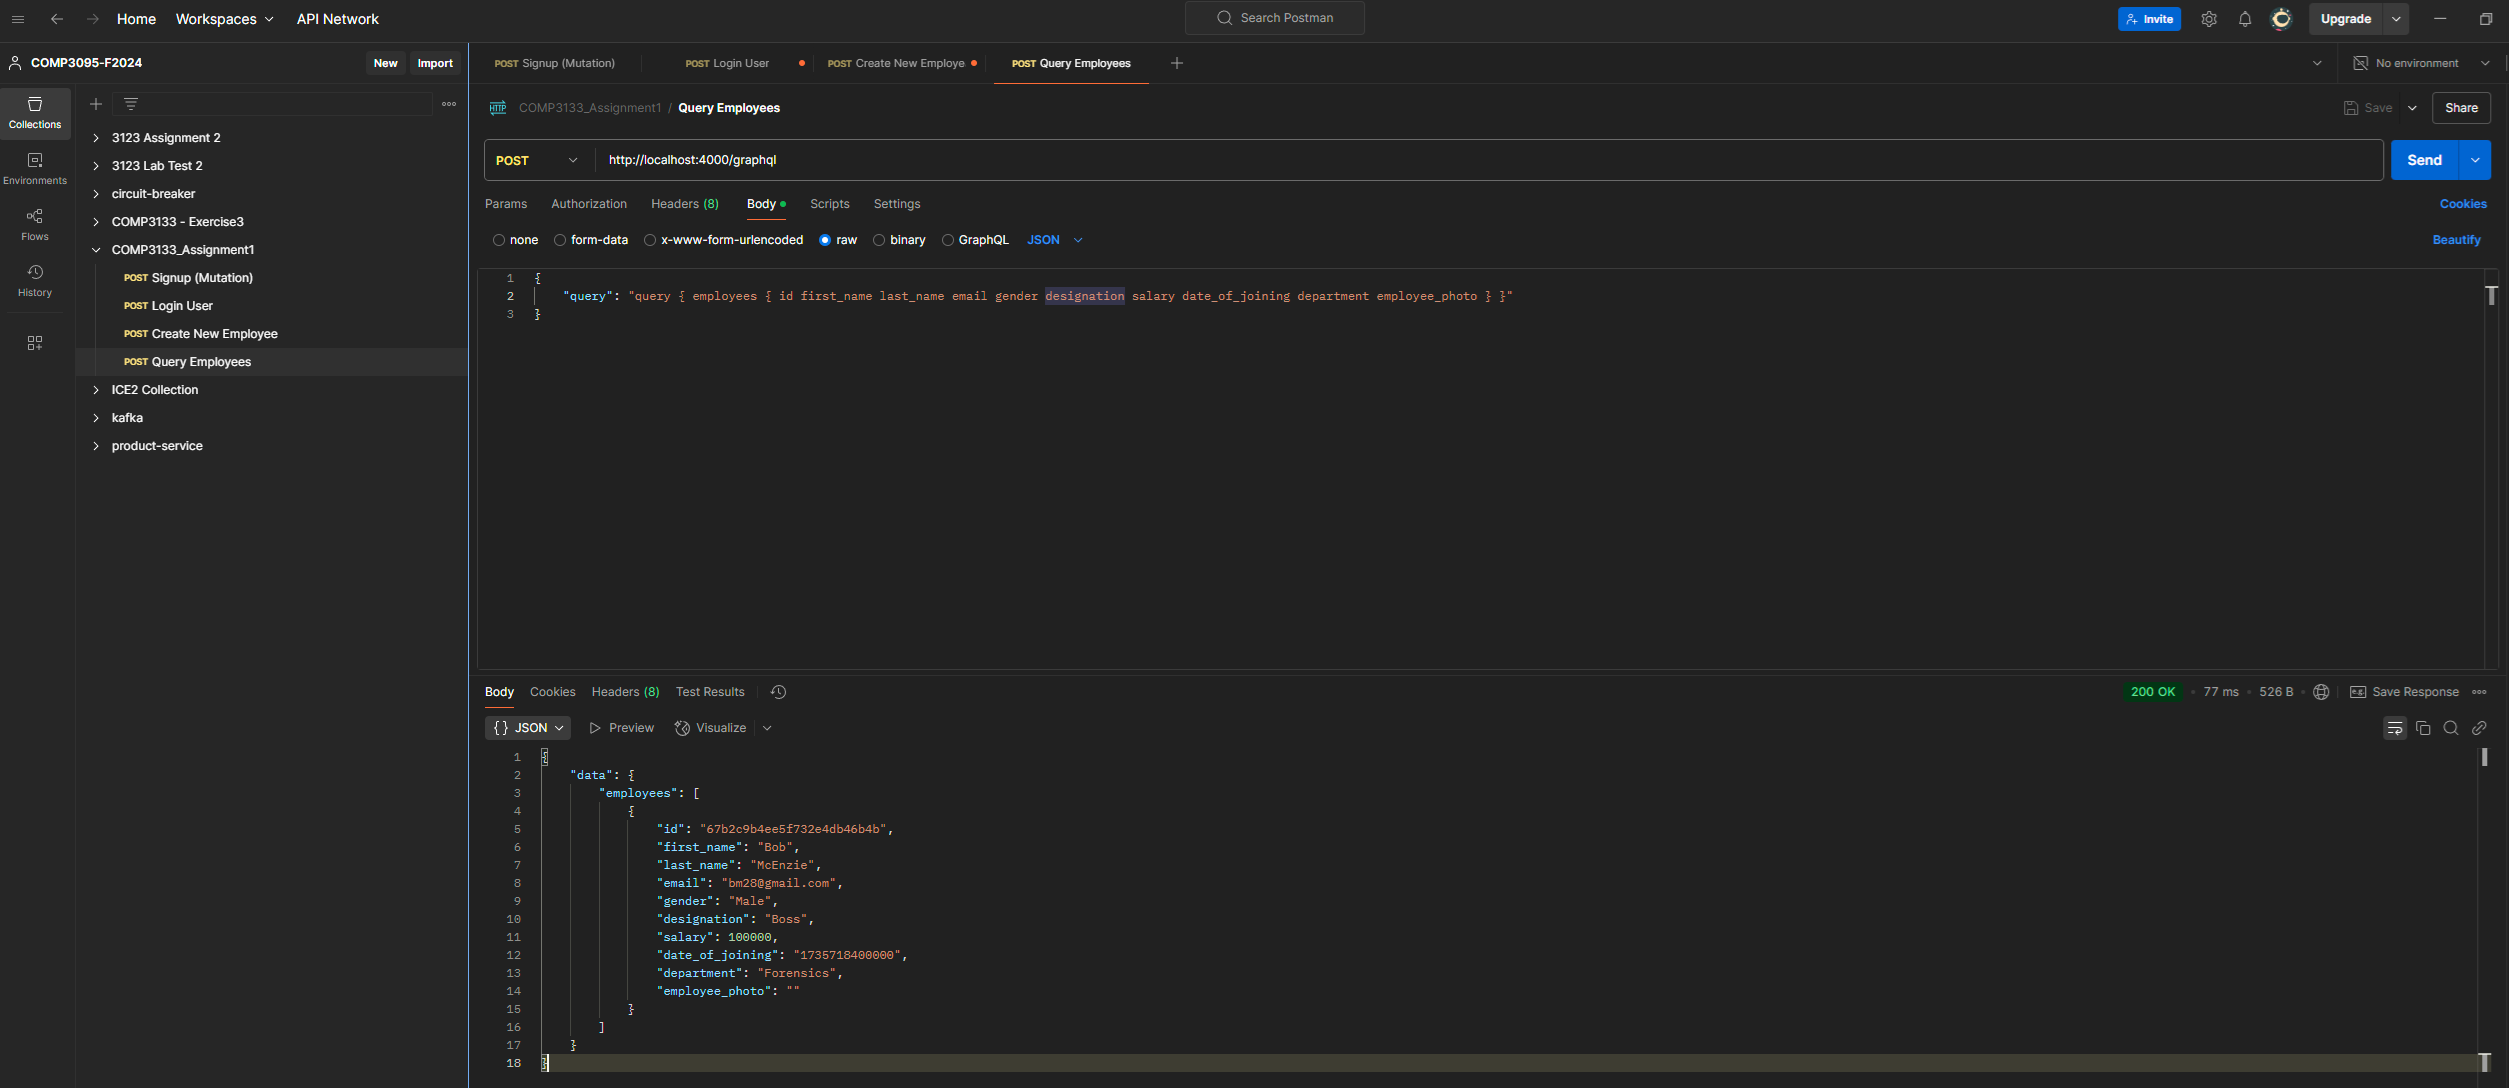 Home Workspaces API Network Search Postman Invite Upgrade
COMP3095-F2024 New Import
POST Signup (Mutation) POST Login User POST Create New Employe POST Query Employees No environment
Collections
Environments
Flows
History
3123 Assignment 2
3123 Lab Test 2
circuit-breaker
COMP3133 - Exercise3
COMP3133_Assignment1
POST Signup (Mutation)
POST Login User
POST Create New Employee
POST Query Employees
ICE2 Collection
kafka
product-service
HTTP COMP3133_Assignment1 / Query Employees Save Share
POST http://localhost:4000/graphql Send
Params Authorization Headers (8) Body Scripts Settings Cookies
none form-data x-www-form-urlencoded raw binary GraphQL JSON Beautify
1 {
2 "query": "query { employees { id first_name last_name email gender designation salary date_of_joining department employee_photo } }"
3 }
Body Cookies Headers (8) Test Results 200 OK 77 ms 526 B e.g. Save Response
{} JSON Preview Visualize
1 {
2 "data": {
3 "employees": [
4 {
5 "id": "67b2c9b4ee5f732e4db46b4b",
6 "first_name": "Bob",
7 "last_name": "McEnzie",
8 "email": "bm28@gmail.com",
9 "gender": "Male",
10 "designation": "Boss",
11 "salary": 100000,
12 "date_of_joining": "1735718400000",
13 "department": "Forensics",
14 "employee_photo": ""
15 }
16 ]
17 }
18 }